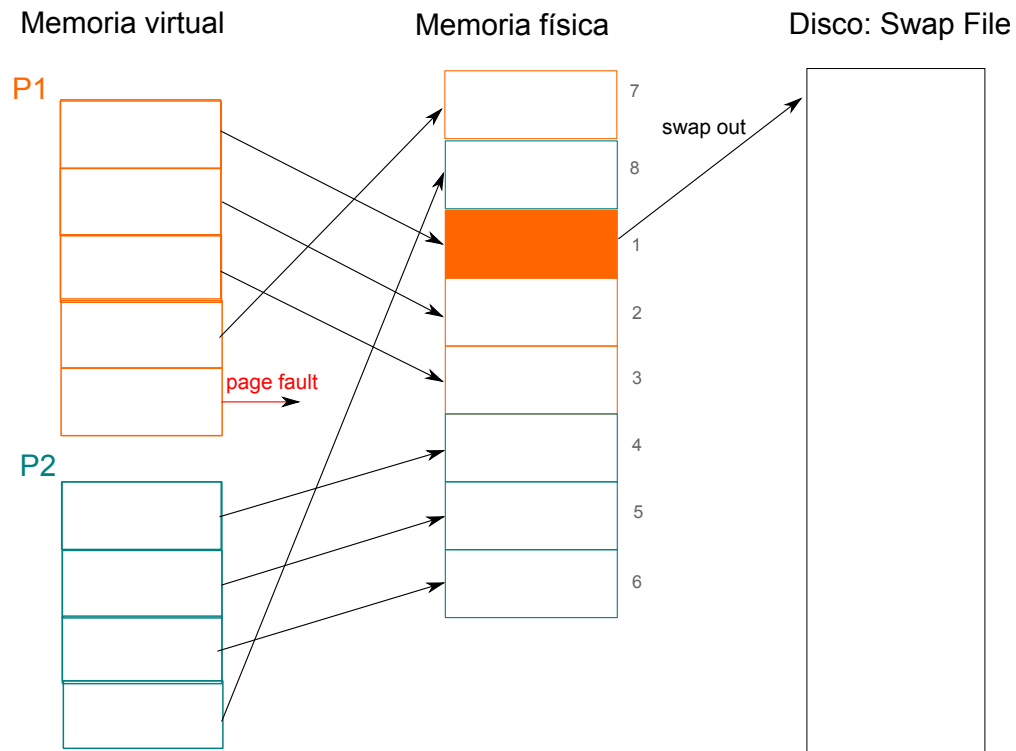 Memoria virtual
Memoria física
Disco: Swap File
P1
7
swap out
8
1
2
3
page fault
4
P2
5
6